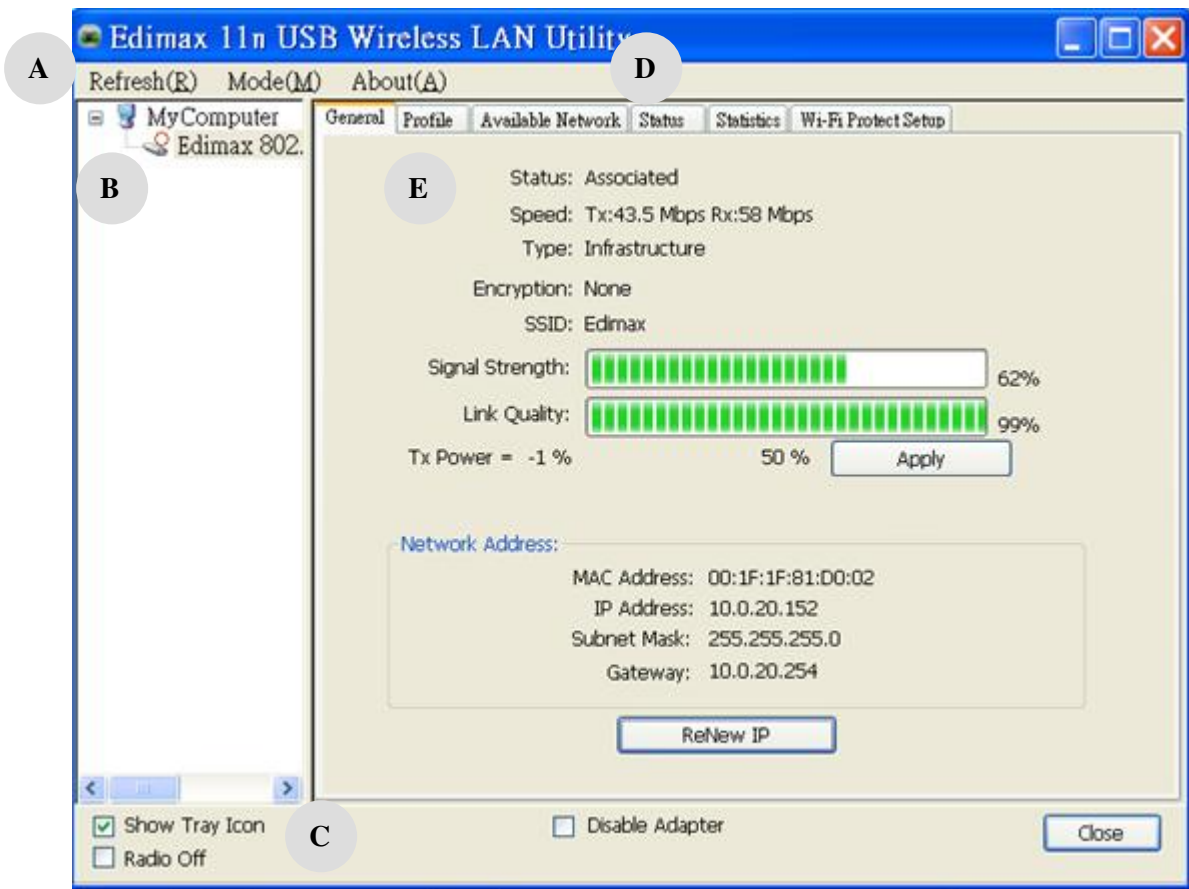 Edimax 11n USB Wireless LAN Utility
A
Refresh(R) Mode(M) About(A)
D
MyComputer
Edimax 802.
B
General Profile Available Network Status Statistics Wi-Fi Protect Setup
E
Status: Associated
Speed: Tx:43.5 Mbps Rx:58 Mbps
Type: Infrastructure
Encryption: None
SSID: Edimax
Signal Strength: 62%
Link Quality: 99%
Tx Power = -1 % 50 % Apply
Network Address:
MAC Address: 00:1F:1F:81:D0:02
IP Address: 10.0.20.152
Subnet Mask: 255.255.255.0
Gateway: 10.0.20.254
ReNew IP
Show Tray Icon
C
Disable Adapter
Close
Radio Off